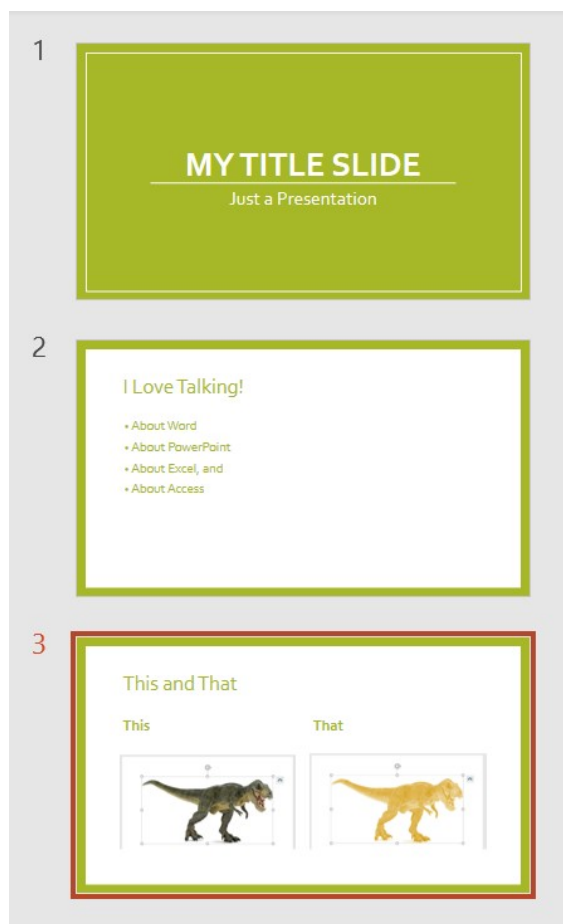 1
MY TITLE SLIDE
Just a Presentation
2
I Love Talking!
• About Word
• About PowerPoint
• About Excel, and
• About Access
3
This and That
This That